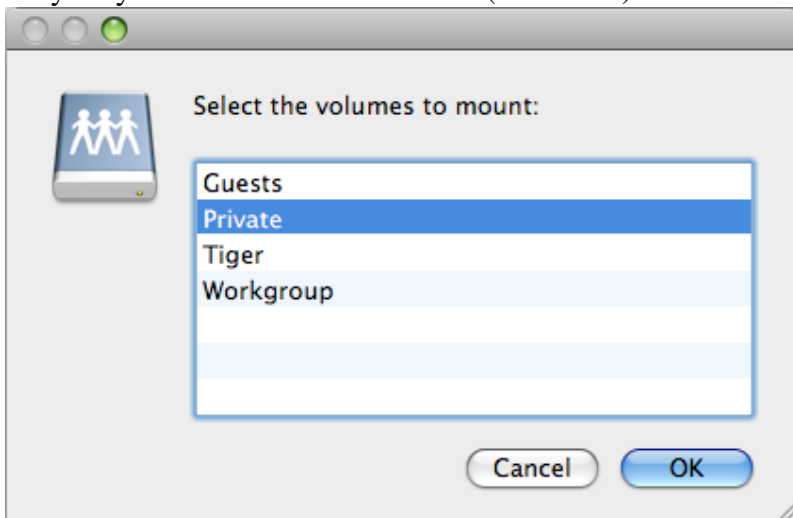 Select the volumes to mount:
Guests
Private
Tiger
Workgroup
Cancel OK